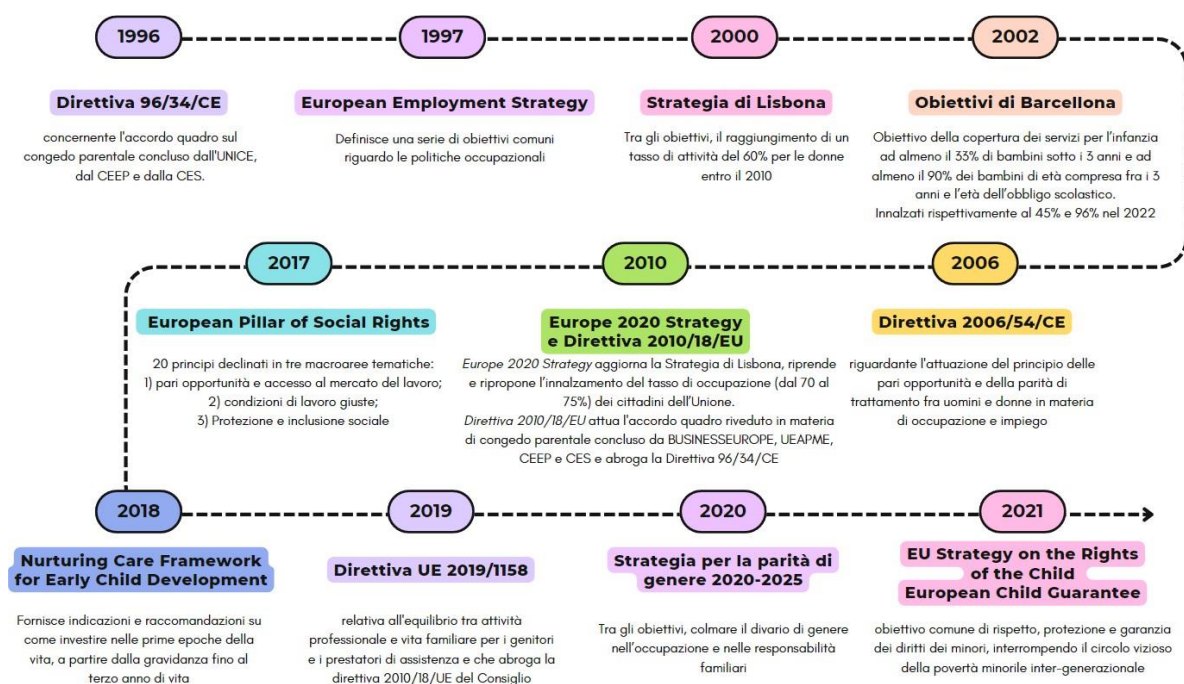 1996
Direttiva 96/34/CE
concernente l'accordo quadro sul
congedo parentale concluso dall'UNICE,
dal CEEP e dalla CES.
1997
European Employment Strategy
Definisce una serie di obiettivi comuni
riguardo le politiche occupazionali
2000
Strategia di Lisbona
Tra gli obiettivi, il raggiungimento di un
tasso di attività del 60% per le donne
entro il 2010
2002
Obiettivi di Barcellona
Obiettivo della copertura dei servizi per l'infanzia
ad almeno il 33% di bambini sotto i 3 anni e ad
almeno il 90% dei bambini di età compresa fra i 3
anni e l'età dell'obbligo scolastico.
Innalzati rispettivamente al 45% e 96% nel 2022
2017
European Pillar of Social Rights
20 principi declinati in tre macroaree tematiche:
1) pari opportunità e accesso al mercato del lavoro;
2) condizioni di lavoro giuste;
3) Protezione e inclusione sociale
2010
Europe 2020 Strategy
e Direttiva 2010/18/EU
Europe 2020 Strategy aggiorna la Strategia di Lisbona, riprende
e ripropone l'innalzamento del tasso di occupazione (dal 70 al
75%) dei cittadini dell'Unione.
Direttiva 2010/18/EU attua l'accordo quadro riveduto in materia
di congedo parentale concluso da BUSINESSEUROPE, UEAPME,
CEEP e CES e abroga la Direttiva 96/34/CE
2006
Direttiva 2006/54/CE
riguardante l'attuazione del principio delle
pari opportunità e della parità di
trattamento fra uomini e donne in materia
di occupazione e impiego
2018
Nurturing Care Framework
for Early Child Development
Fornisce indicazioni e raccomandazioni su
come investire nelle prime epoche della
vita, a partire dalla gravidanza fino al
terzo anno di vita
2019
Direttiva UE 2019/1158
relativa all'equilibrio tra attività
professionale e vita familiare per i genitori
e i prestatori di assistenza e che abroga la
direttiva 2010/18/UE del Consiglio
2020
Strategia per la parità di
genere 2020-2025
Tra gli obiettivi, colmare il divario di genere
nell'occupazione e nelle responsabilità
familiari
2021
EU Strategy on the Rights
of the Child
European Child Guarantee
obiettivo comune di rispetto, protezione e garanzia
dei diritti dei minori, interrompendo il circolo vizioso
della povertà minorile inter-generazionale